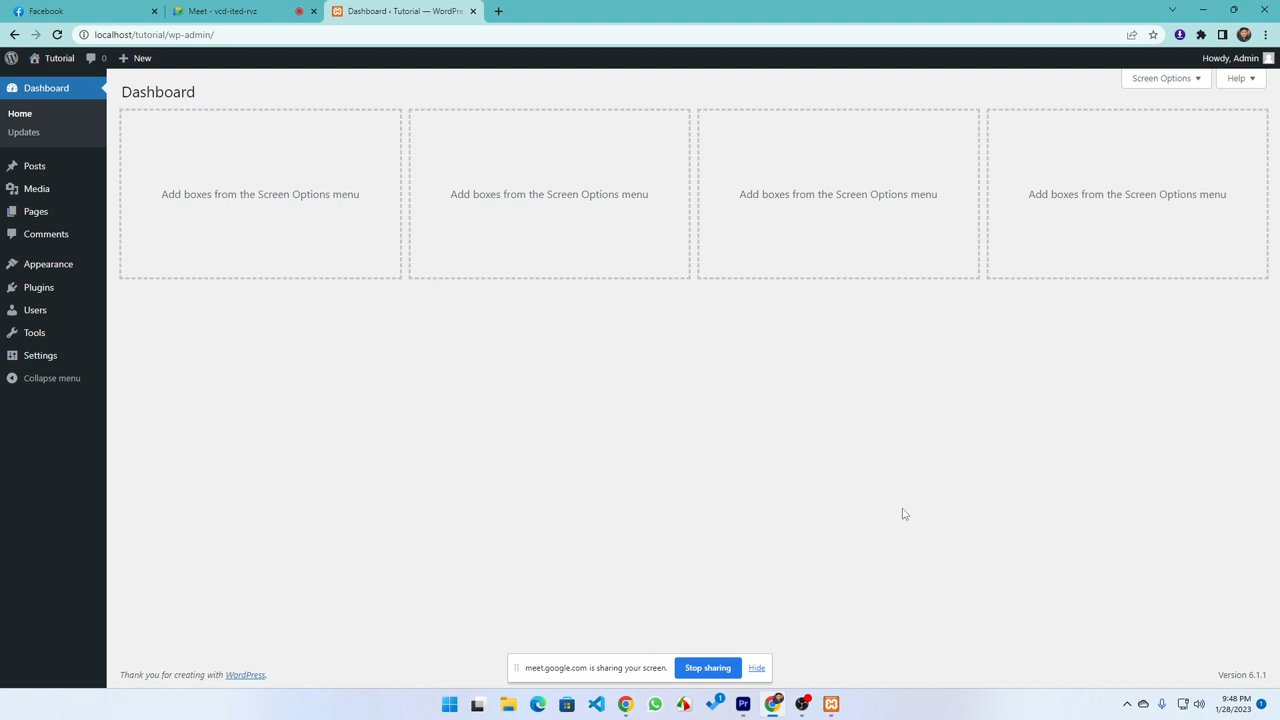 Facebook
Meet - vcd-ited-rvz
Dashboard ‹ Tutorial — WordPre
localhost/tutorial/wp-admin/
Tutorial
0
New
Howdy, Admin
Dashboard
Home
Updates
Posts
Media
Pages
Comments
Appearance
Plugins
Users
Tools
Settings
Collapse menu
Dashboard
Screen Options
Help
Add boxes from the Screen Options menu
Add boxes from the Screen Options menu
Add boxes from the Screen Options menu
Add boxes from the Screen Options menu
meet.google.com is sharing your screen.
Stop sharing
Hide
Thank you for creating with WordPress.
Version 6.1.1
1
Pr
9:48 PM
1/28/2023
1